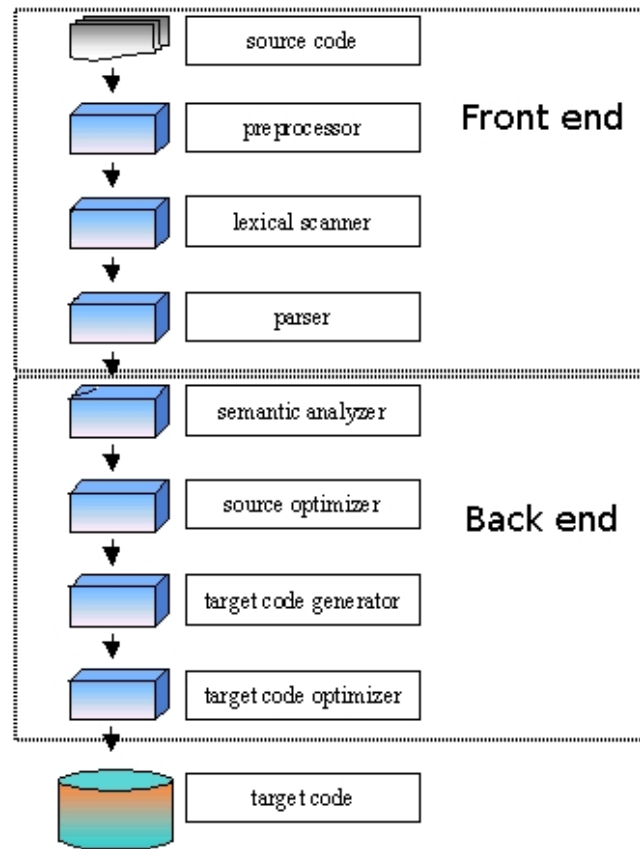 source code
preprocessor
Front end
lexical scanner
parser
semantic analyzer
source optimizer
Back end
target code generator
target code optimizer
target code